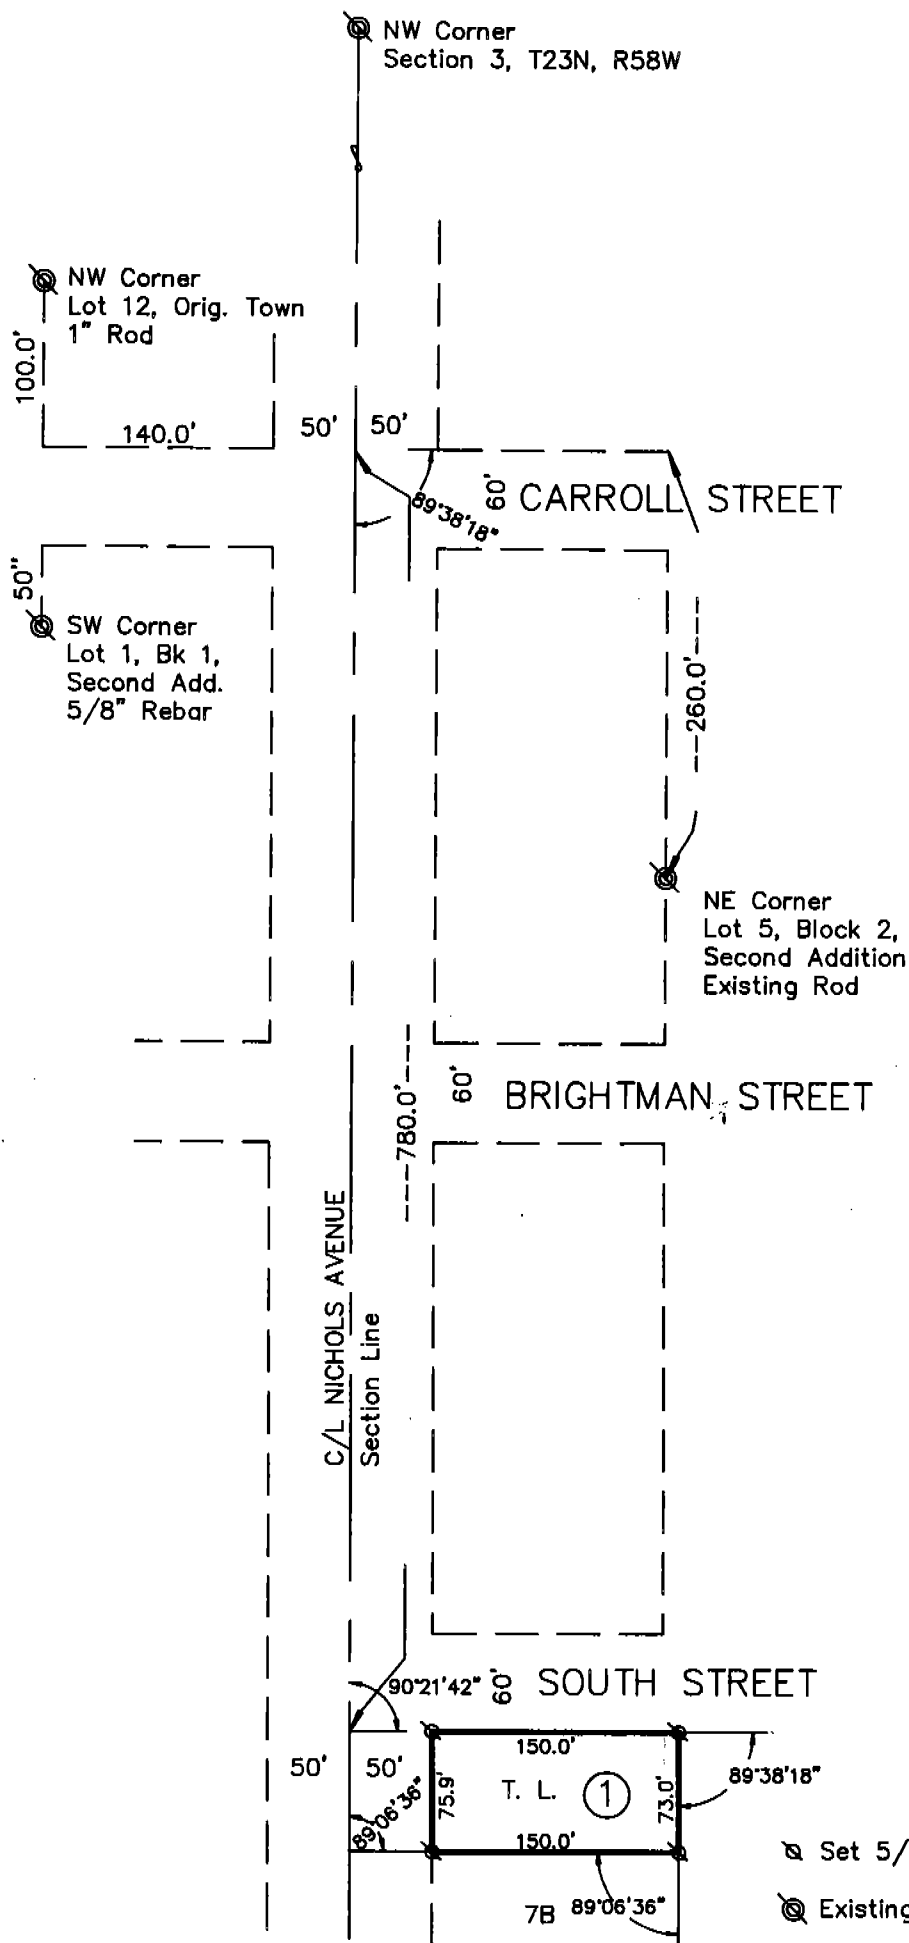 NW Corner
Section 3, T23N, R58W
NW Corner
Lot 12, Orig. Town
1" Rod
100.0'
140.0'
50'
50'
60'
CARROLL STREET
89°38'18"
50"
SW Corner
Lot 1, Bk 1,
Second Add.
5/8" Rebar
260.0'
NE Corner
Lot 5, Block 2,
Second Addition
Existing Rod
780.0'
60'
BRIGHTMAN STREET
C/L NICHOLS AVENUE
Section Line
90°21'42"
60'
SOUTH STREET
50'
50'
89°06'36"
150.0'
75.9'
T. L. 1
73.0'
150.0'
89°38'18"
7B
89°06'36"
Set 5/
Existing